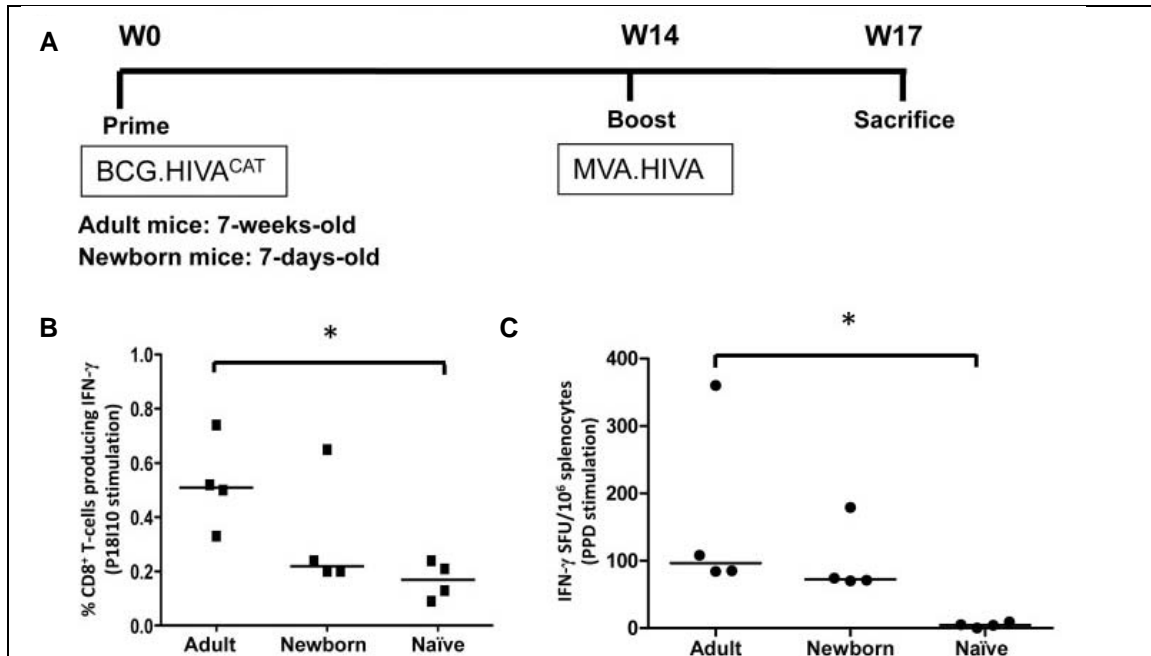 A
W0 W14 W17
Prime Boost Sacrifice
BCG.HIVAᶜᴬᵀ MVA.HIVA
Adult mice: 7-weeks-old
Newborn mice: 7-days-old
B
*
% CD8⁺ T-cells producing IFN-γ
(P18I10 stimulation)
1.0
0.8
0.6
0.4
0.2
0.0
Adult Newborn Naïve
C
*
IFN-γ SFU/10⁶ splenocytes
(PPD stimulation)
400
300
200
100
0
Adult Newborn Naïve